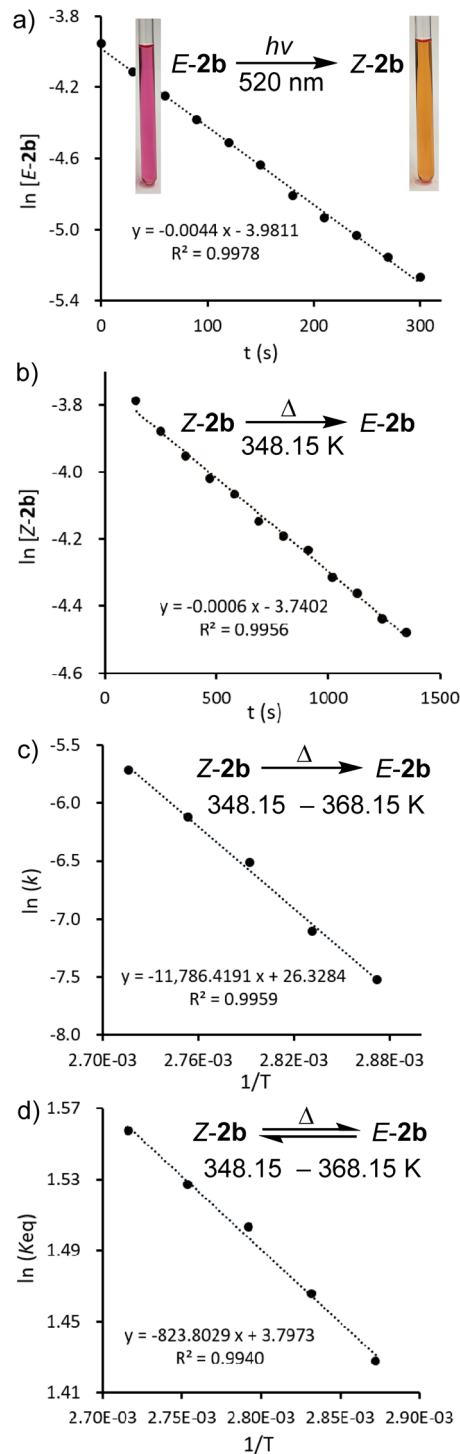 a)
-3.8
-4.2
-4.6
-5.0
-5.4
ln [E-2b]
E-2b hν Z-2b
520 nm
y = -0.0044 x - 3.9811
R² = 0.9978
0 100 200 300
t (s)
b)
-3.8
-4.0
-4.2
-4.4
-4.6
ln [Z-2b]
Z-2b Δ E-2b
348.15 K
y = -0.0006 x - 3.7402
R² = 0.9956
0 500 1000 1500
t (s)
c)
-5.5
-6.0
-6.5
-7.0
-7.5
-8.0
ln (k)
Z-2b Δ E-2b
348.15 – 368.15 K
y = -11,786.4191 x + 26.3284
R² = 0.9959
2.70E-03 2.76E-03 2.82E-03 2.88E-03
1/T
d)
1.57
1.53
1.49
1.45
1.41
ln (Keq)
Z-2b Δ E-2b
348.15 – 368.15 K
y = -823.8029 x + 3.7973
R² = 0.9940
2.70E-03 2.75E-03 2.80E-03 2.85E-03 2.90E-03
1/T